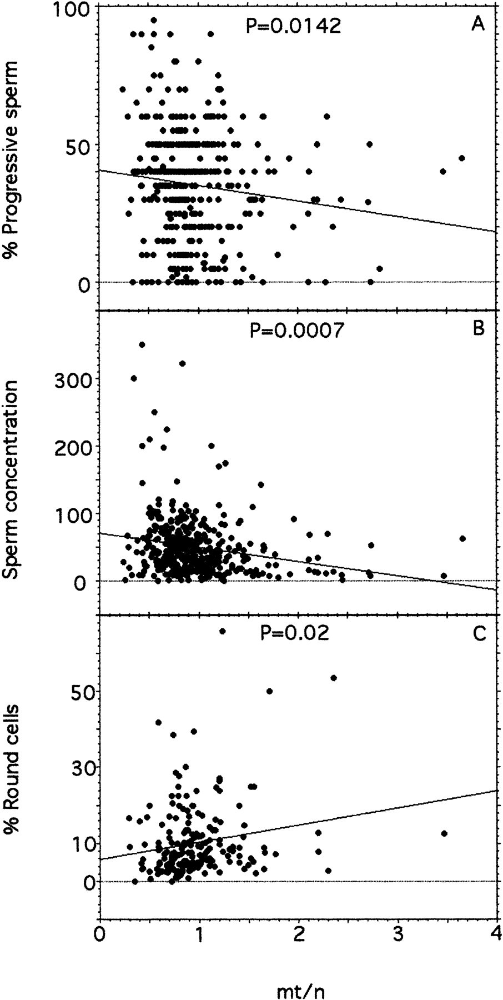 100
P=0.0142
A
% Progressive sperm
50
0
P=0.0007
B
300
Sperm concentration
200
100
0
P=0.02
C
50
% Round cells
30
10
0
0 1 2 3 4
mt/n